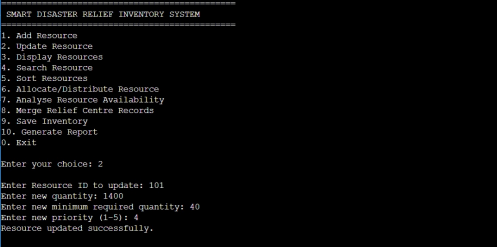 ==============================================
SMART DISASTER RELIEF INVENTORY SYSTEM
==============================================
1. Add Resource
2. Update Resource
3. Display Resources
4. Search Resource
5. Sort Resources
6. Allocate/Distribute Resource
7. Analyse Resource Availability
8. Merge Relief Centre Records
9. Save Inventory
10. Generate Report
0. Exit
Enter your choice: 2
Enter Resource ID to update: 101
Enter new quantity: 1400
Enter new minimum required quantity: 40
Enter new priority (1-5): 4
Resource updated successfully.